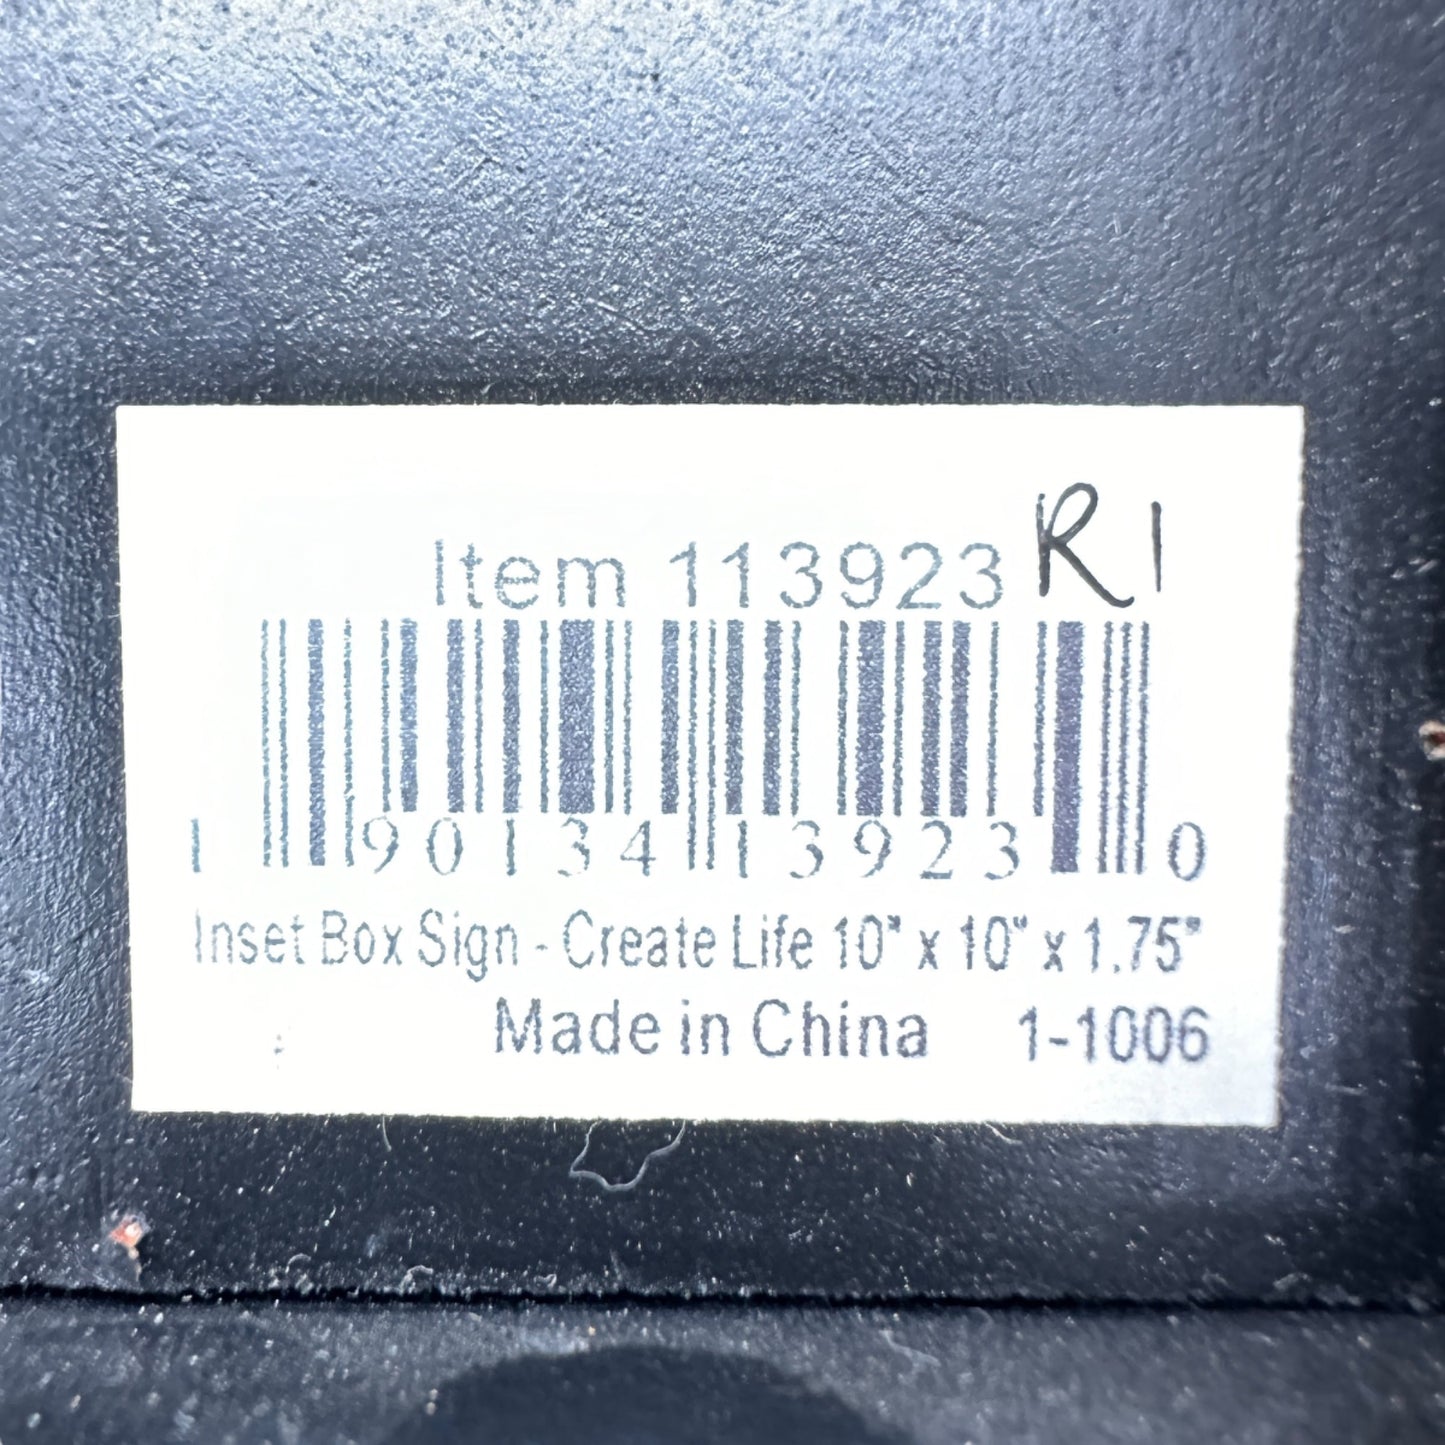 Item 113923 R1
1 90134 13923 0
Inset Box Sign - Create Life 10" x 10" x 1.75"
Made in China 1-1006